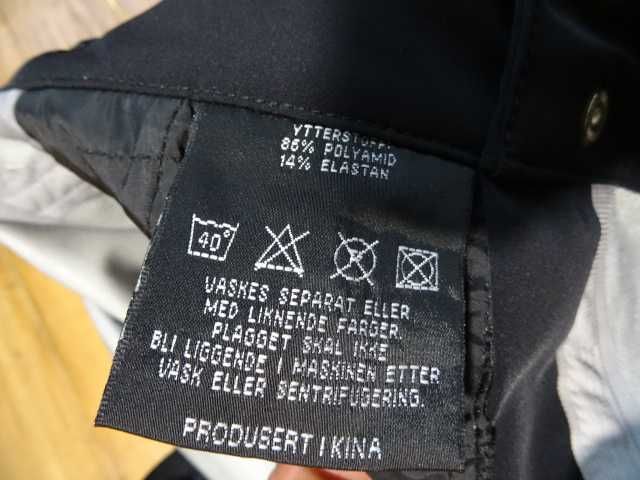 YTTERSTOFF:
86% POLYAMID
14% ELASTAN
40°
VASKES SEPARAT ELLER
MED LIKNENDE FARGER.
PLAGGET SKAL IKKE
BLI LIGGENDE I MASKINEN ETTER
VASK ELLER SENTRIFUGERING.
PRODUSERT I KINA